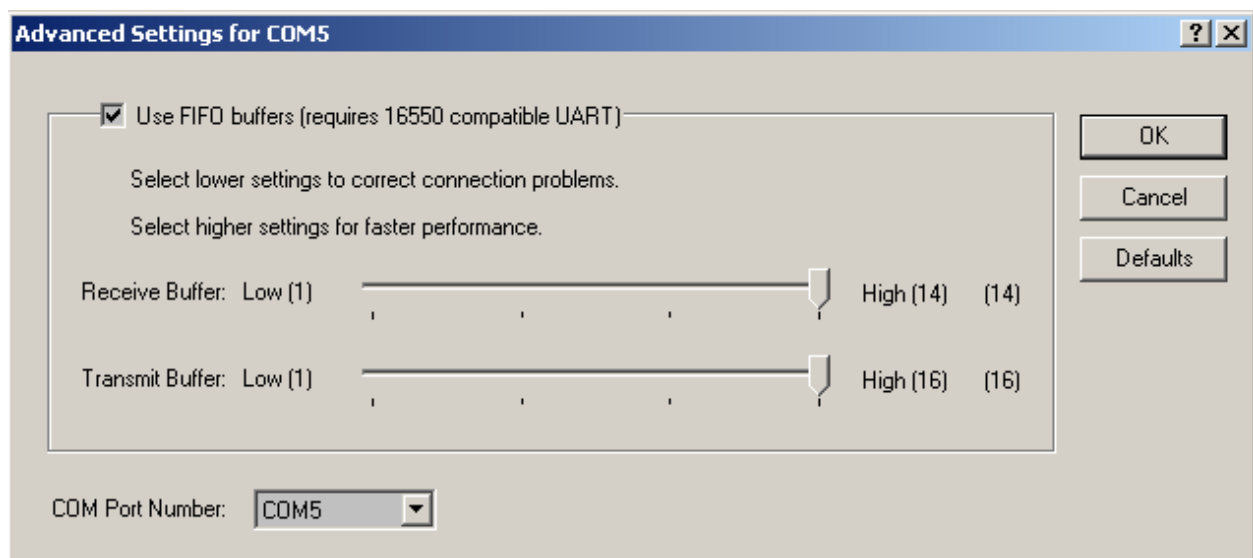 Advanced Settings for COM5
Use FIFO buffers (requires 16550 compatible UART)
OK
Select lower settings to correct connection problems.
Cancel
Select higher settings for faster performance.
Defaults
Receive Buffer: Low (1) High (14) (14)
Transmit Buffer: Low (1) High (16) (16)
COM Port Number: COM5